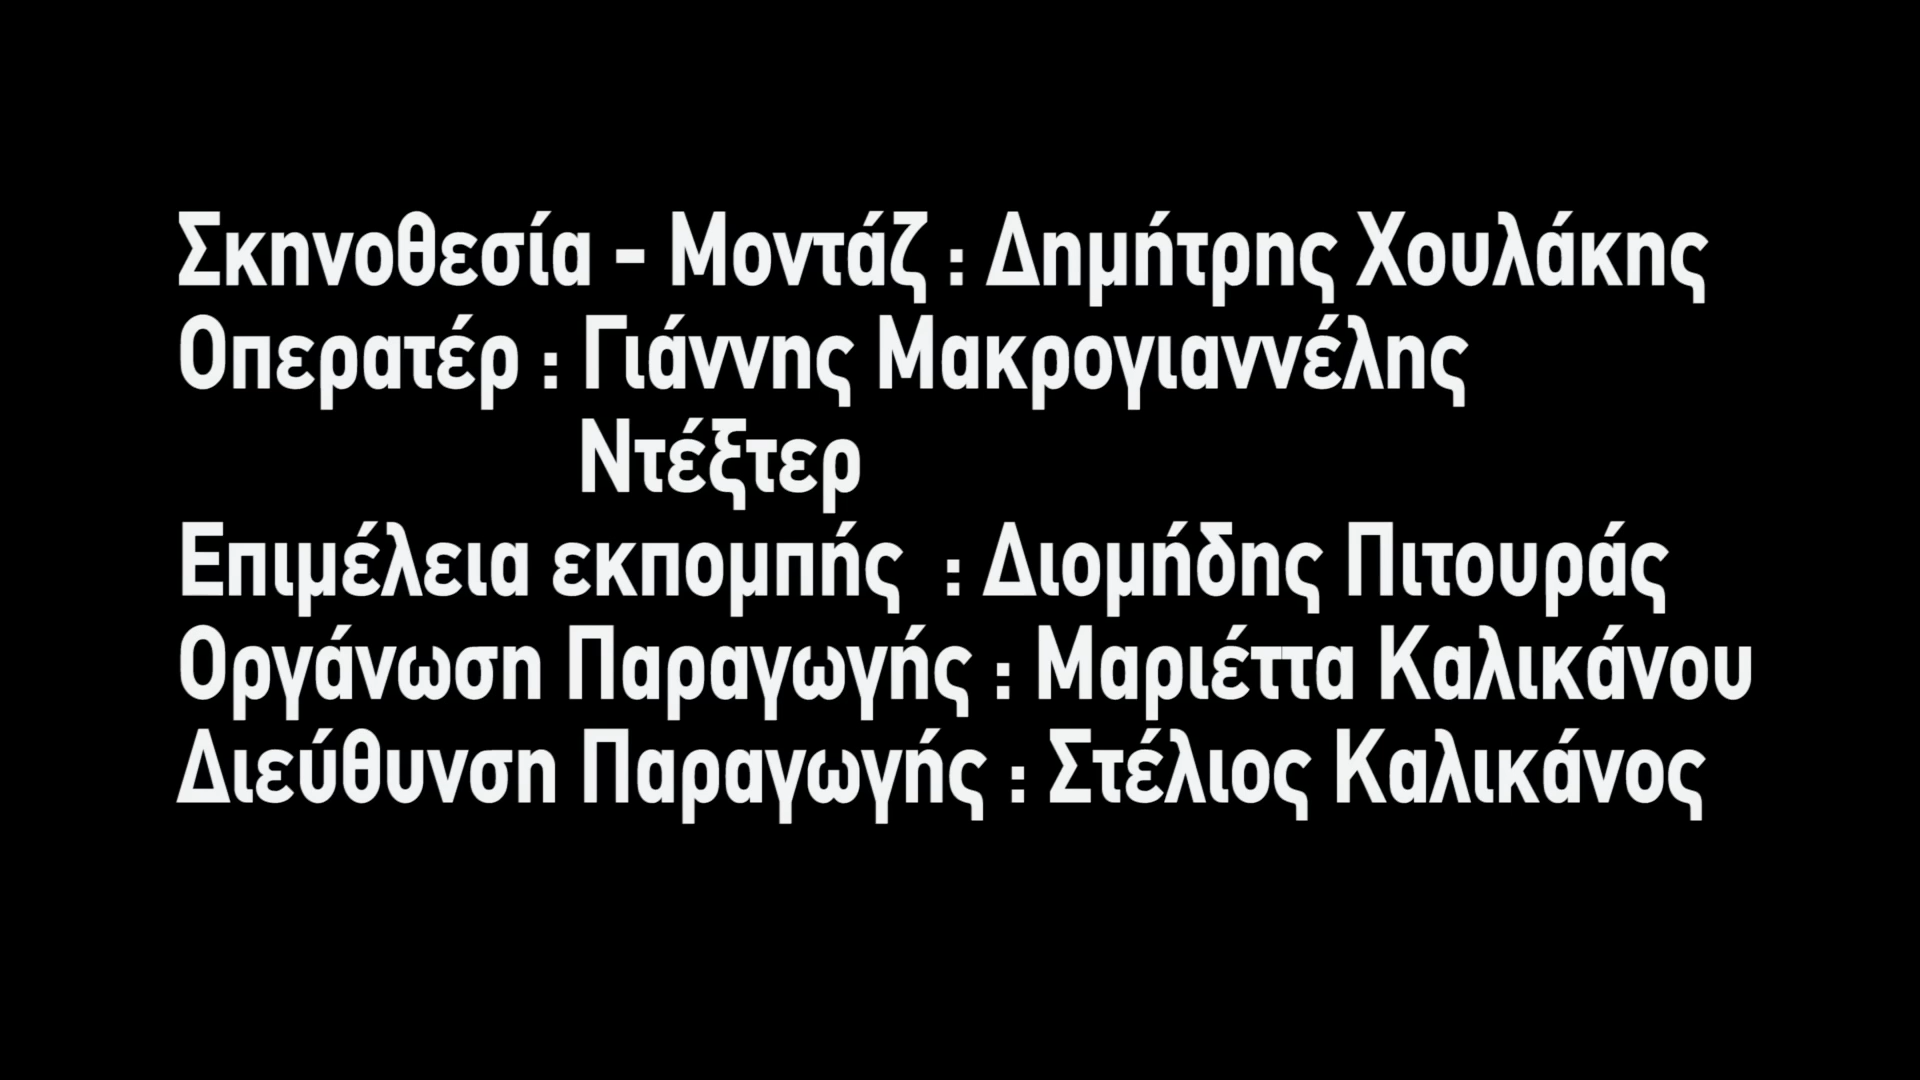 Σκηνοθεσία - Μοντάζ : Δημήτρης Χουλάκης
Οπερατέρ : Γιάννης Μακρογιαννέλης
Ντέξτερ
Επιμέλεια εκπομπής : Διομήδης Πιτουράς
Οργάνωση Παραγωγής : Μαριέττα Καλικάνου
Διεύθυνση Παραγωγής : Στέλιος Καλικάνος